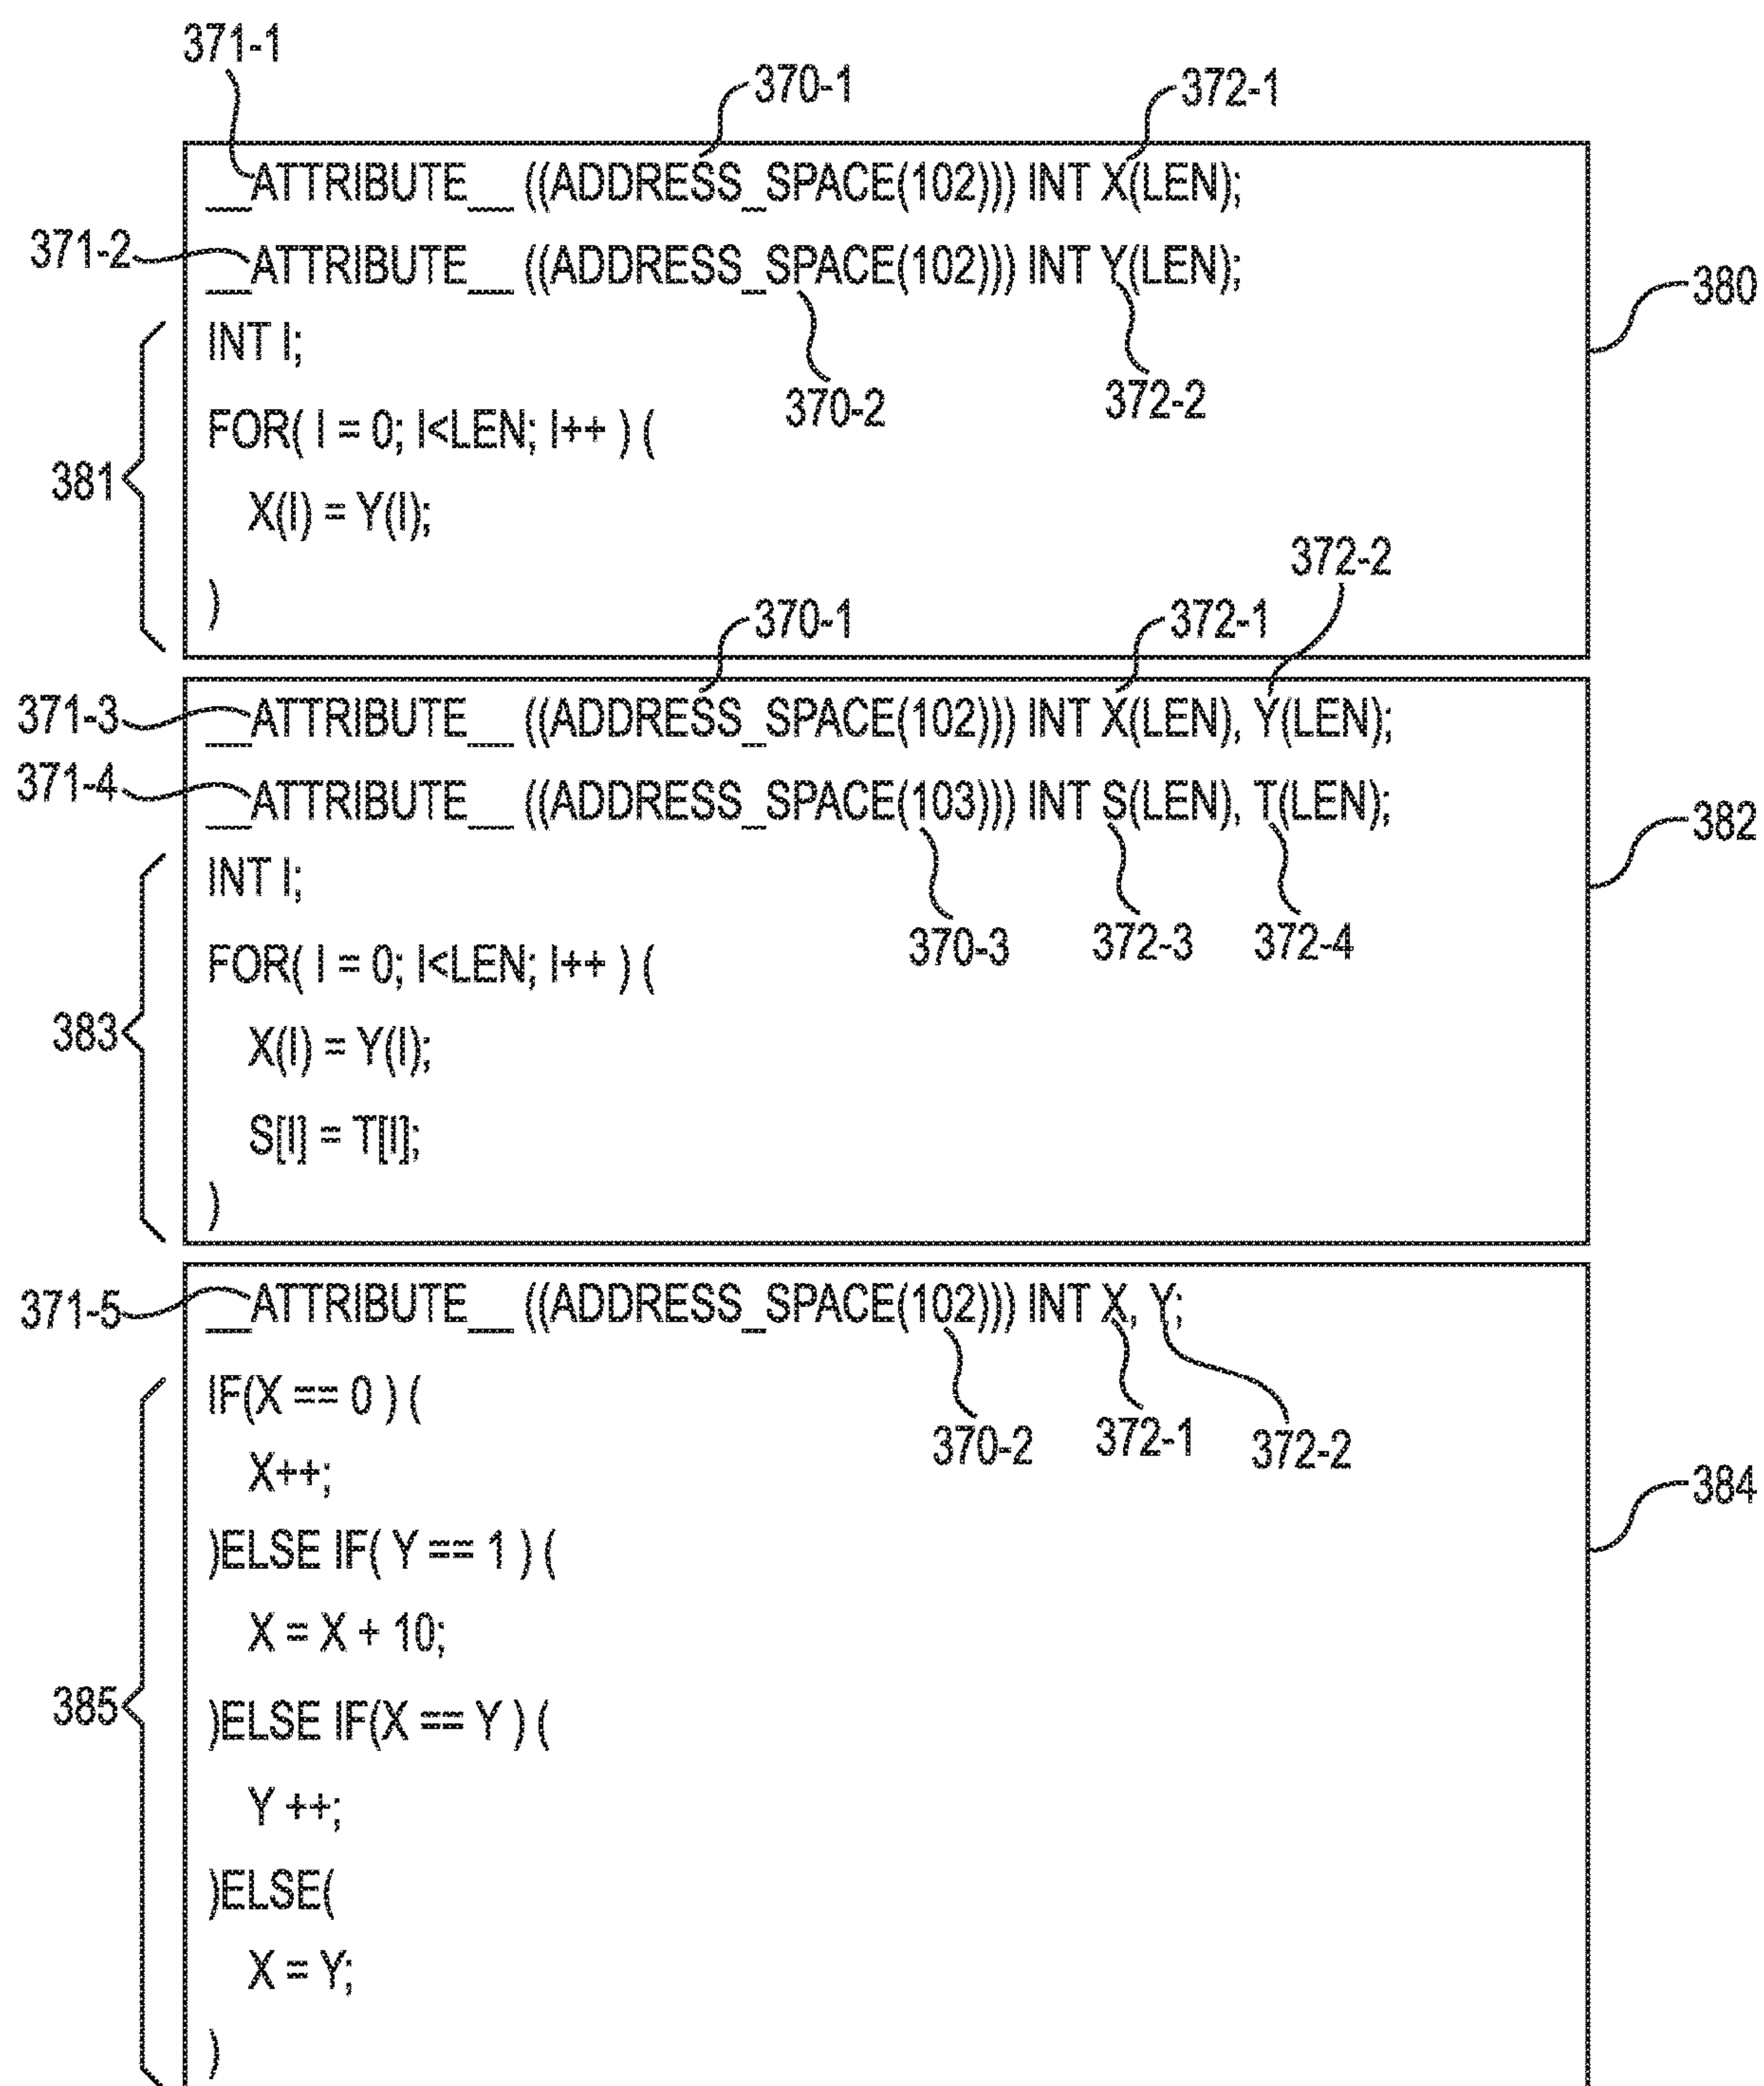 371-1
370-1
372-1
__ATTRIBUTE__ ((ADDRESS_SPACE(102))) INT X(LEN);
371-2
__ATTRIBUTE__ ((ADDRESS_SPACE(102))) INT Y(LEN);
380
INT I;
370-2
372-2
FOR( I = 0; I<LEN; I++ ) (
381
X(I) = Y(I);
372-2
)
370-1
372-1
371-3
__ATTRIBUTE__ ((ADDRESS_SPACE(102))) INT X(LEN), Y(LEN);
371-4
__ATTRIBUTE__ ((ADDRESS_SPACE(103))) INT S(LEN), T(LEN);
382
INT I;
370-3
372-3
372-4
FOR( I = 0; I<LEN; I++ ) (
383
X(I) = Y(I);
S[I] = T[I];
)
371-5
__ATTRIBUTE__ ((ADDRESS_SPACE(102))) INT X, Y;
IF(X == 0 ) (
370-2
372-1
372-2
X++;
384
)ELSE IF( Y == 1 ) (
X = X + 10;
385
)ELSE IF(X == Y ) (
Y ++;
)ELSE(
X = Y;
)